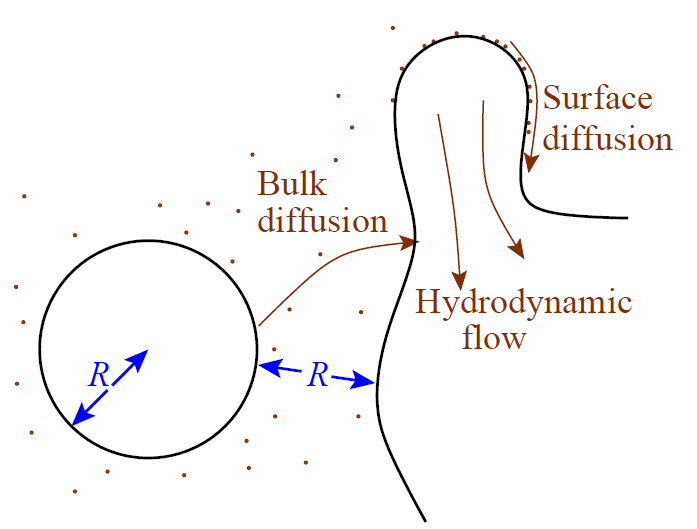 Surface
diffusion
Bulk
diffusion
Hydrodynamic
flow
R
R